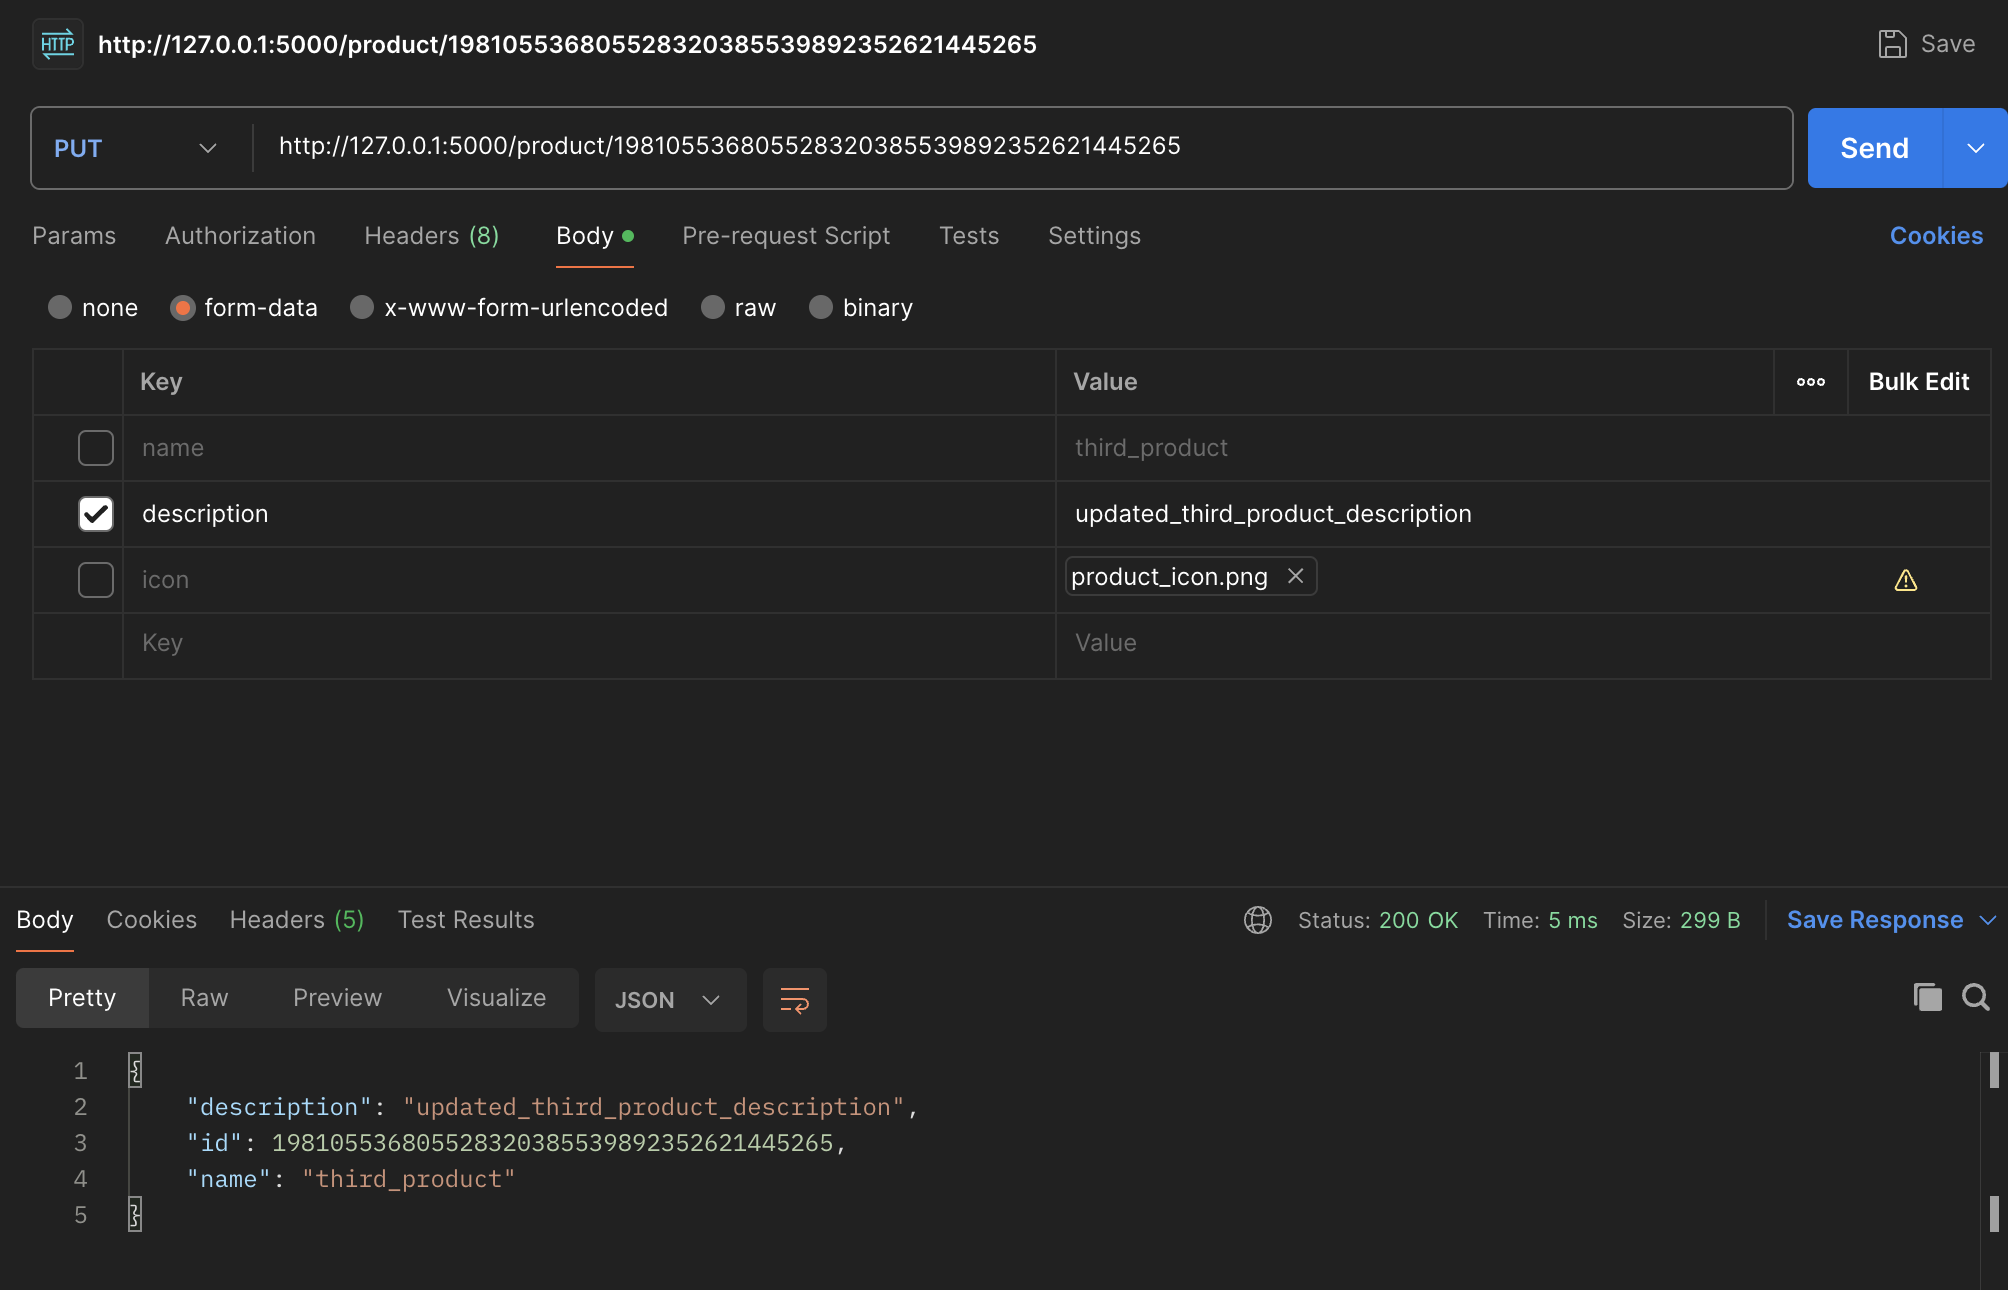 HTTP http://127.0.0.1:5000/product/198105536805528320385539892352621445265 Save
PUT http://127.0.0.1:5000/product/198105536805528320385539892352621445265 Send
Params Authorization Headers (8) Body Pre-request Script Tests Settings Cookies
none form-data x-www-form-urlencoded raw binary
Key Value Bulk Edit
name third_product
description updated_third_product_description
icon product_icon.png
Key Value
Body Cookies Headers (5) Test Results Status: 200 OK Time: 5 ms Size: 299 B Save Response
Pretty Raw Preview Visualize JSON
1 {
2 "description": "updated_third_product_description",
3 "id": 198105536805528320385539892352621445265,
4 "name": "third_product"
5 }